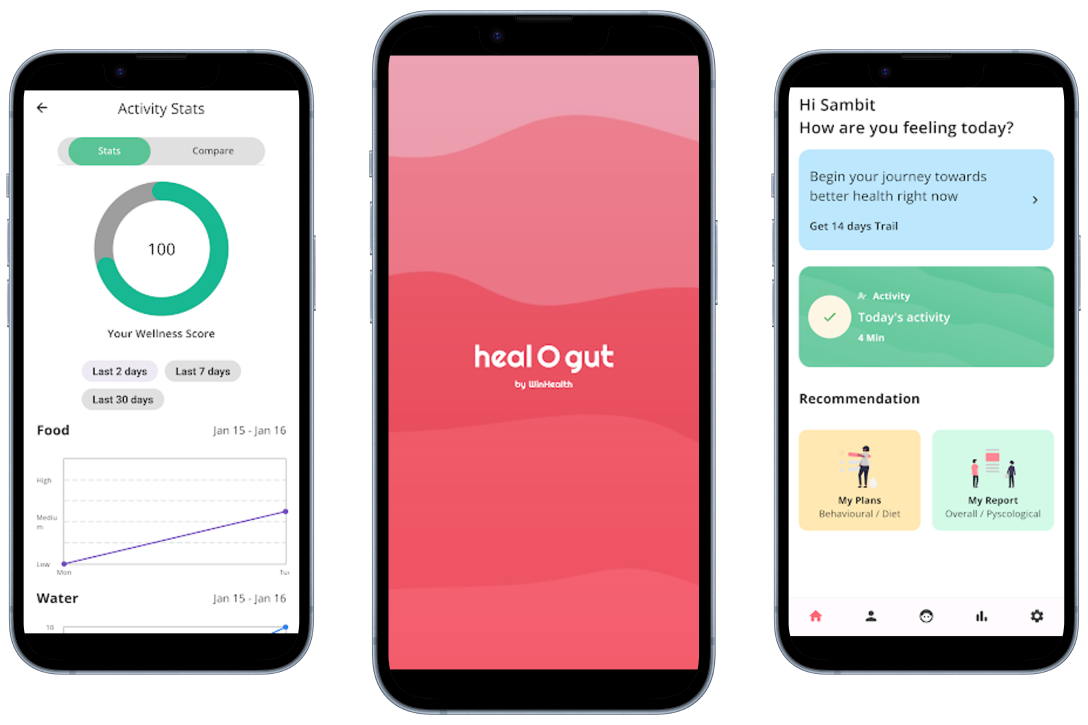 Activity Stats
Stats
Compare
100
Your Wellness Score
Last 2 days
Last 7 days
Last 30 days
Food
Jan 15 - Jan 16
High
Mediu
m
Low
Mon
Tu
Water
Jan 15 - Jan 16
10
heal O gut
by WinHealth
Hi Sambit
How are you feeling today?
Begin your journey towards
better health right now
Get 14 days Trail
Activity
Today's activity
4 Min
Recommendation
My Plans
Behavioural / Diet
My Report
Overall / Pyscological